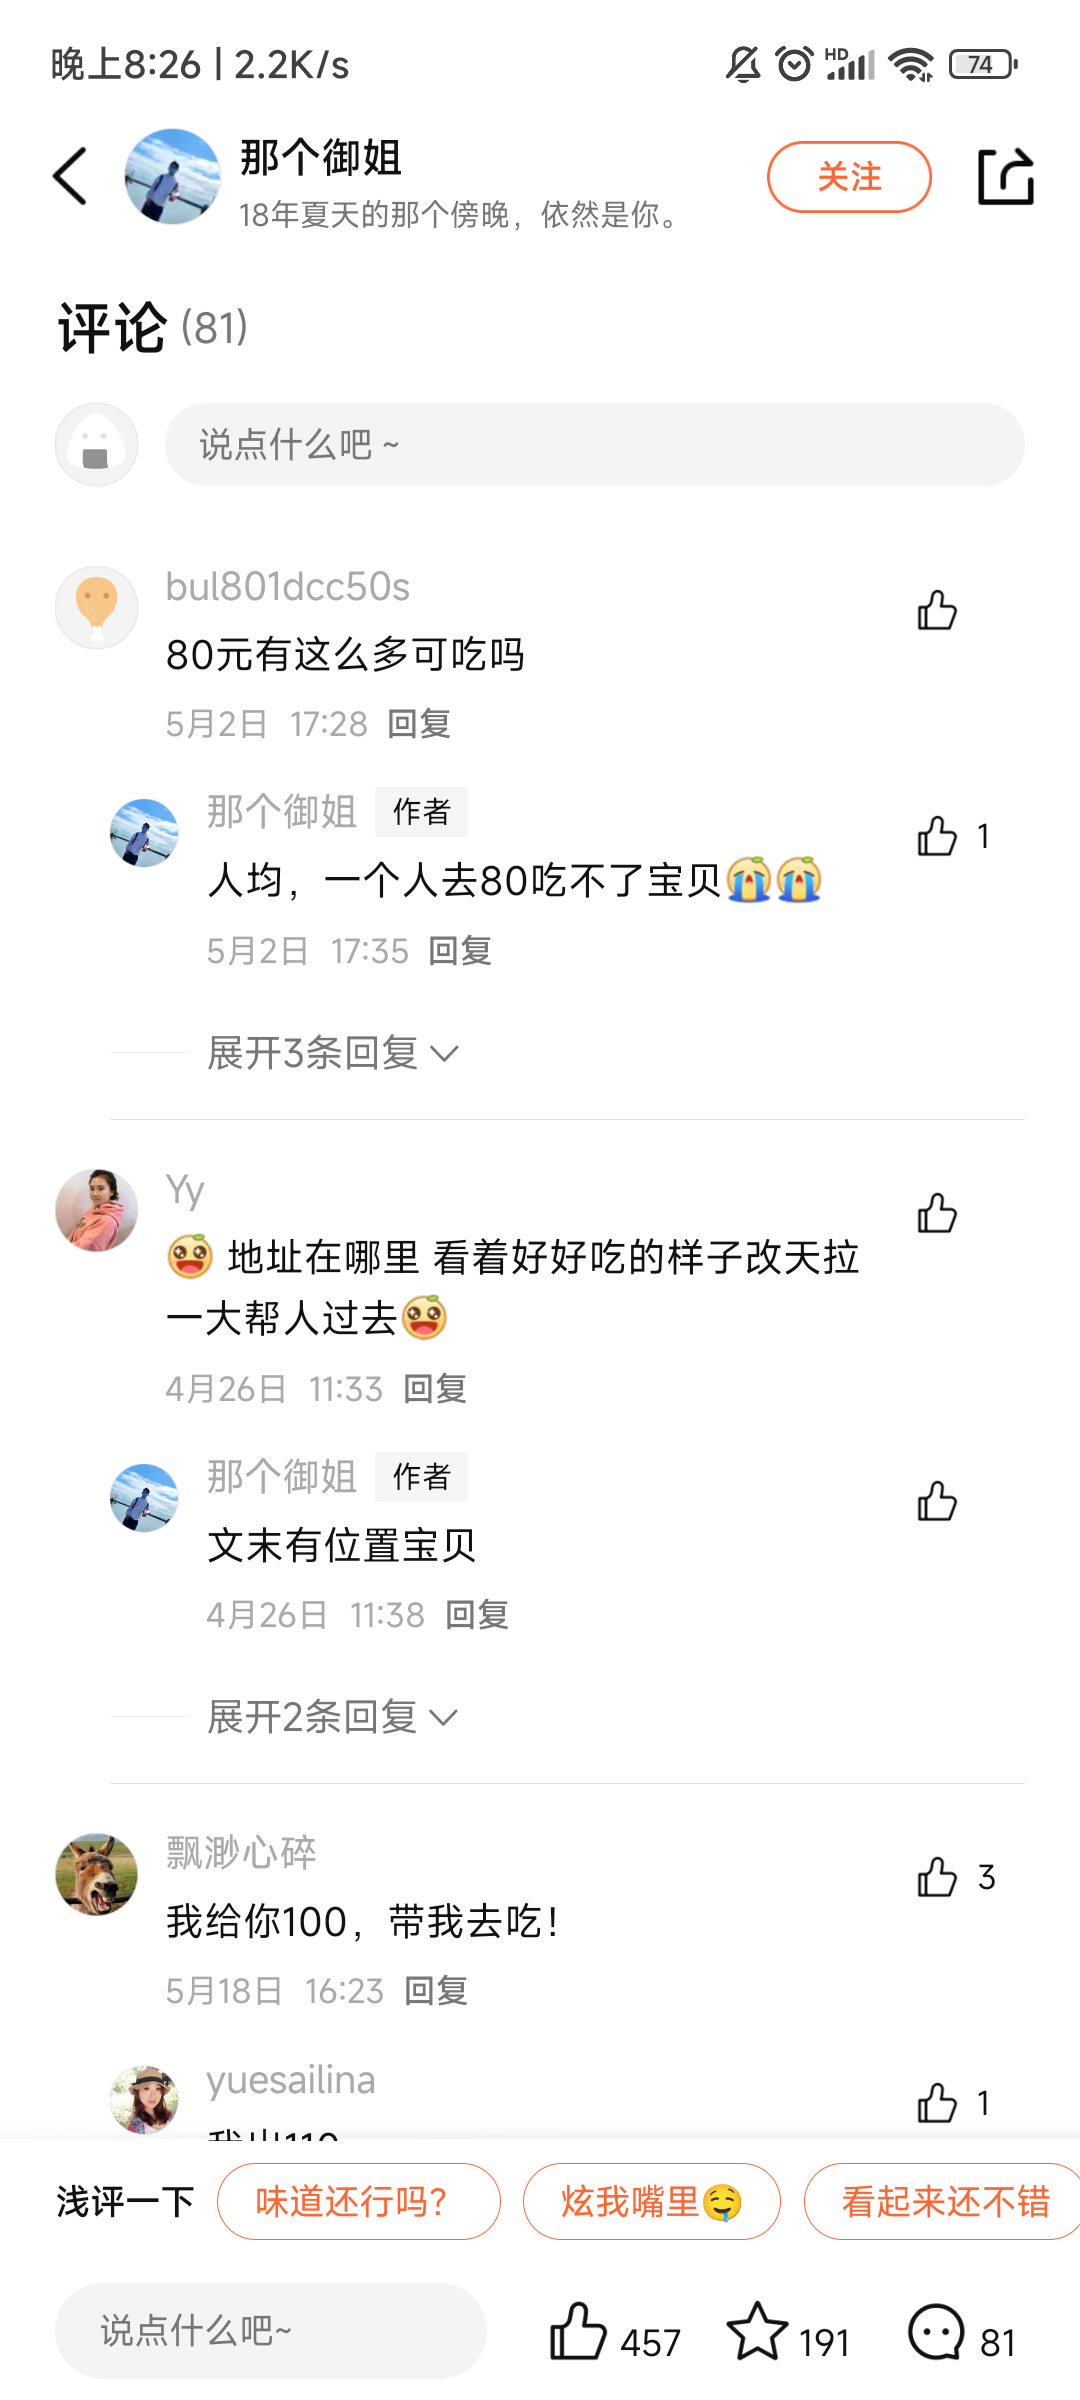 晚上8:26 | 2.2K/s
HD
74
那个御姐
18年夏天的那个傍晚，依然是你。
关注
评论 (81)
说点什么吧 ~
bul801dcc50s
80元有这么多可吃吗
5月2日 17:28 回复
那个御姐 作者
1
人均，一个人去80吃不了宝贝😭😭
5月2日 17:35 回复
展开3条回复
Yy
🤩 地址在哪里 看着好好吃的样子改天拉
一大帮人过去🤩
4月26日 11:33 回复
那个御姐 作者
文末有位置宝贝
4月26日 11:38 回复
展开2条回复
飘渺心碎
3
我给你100，带我去吃！
5月18日 16:23 回复
yuesailina
1
我出110
浅评一下 味道还行吗？ 炫我嘴里🤤 看起来还不错
说点什么吧~ 457 191 81